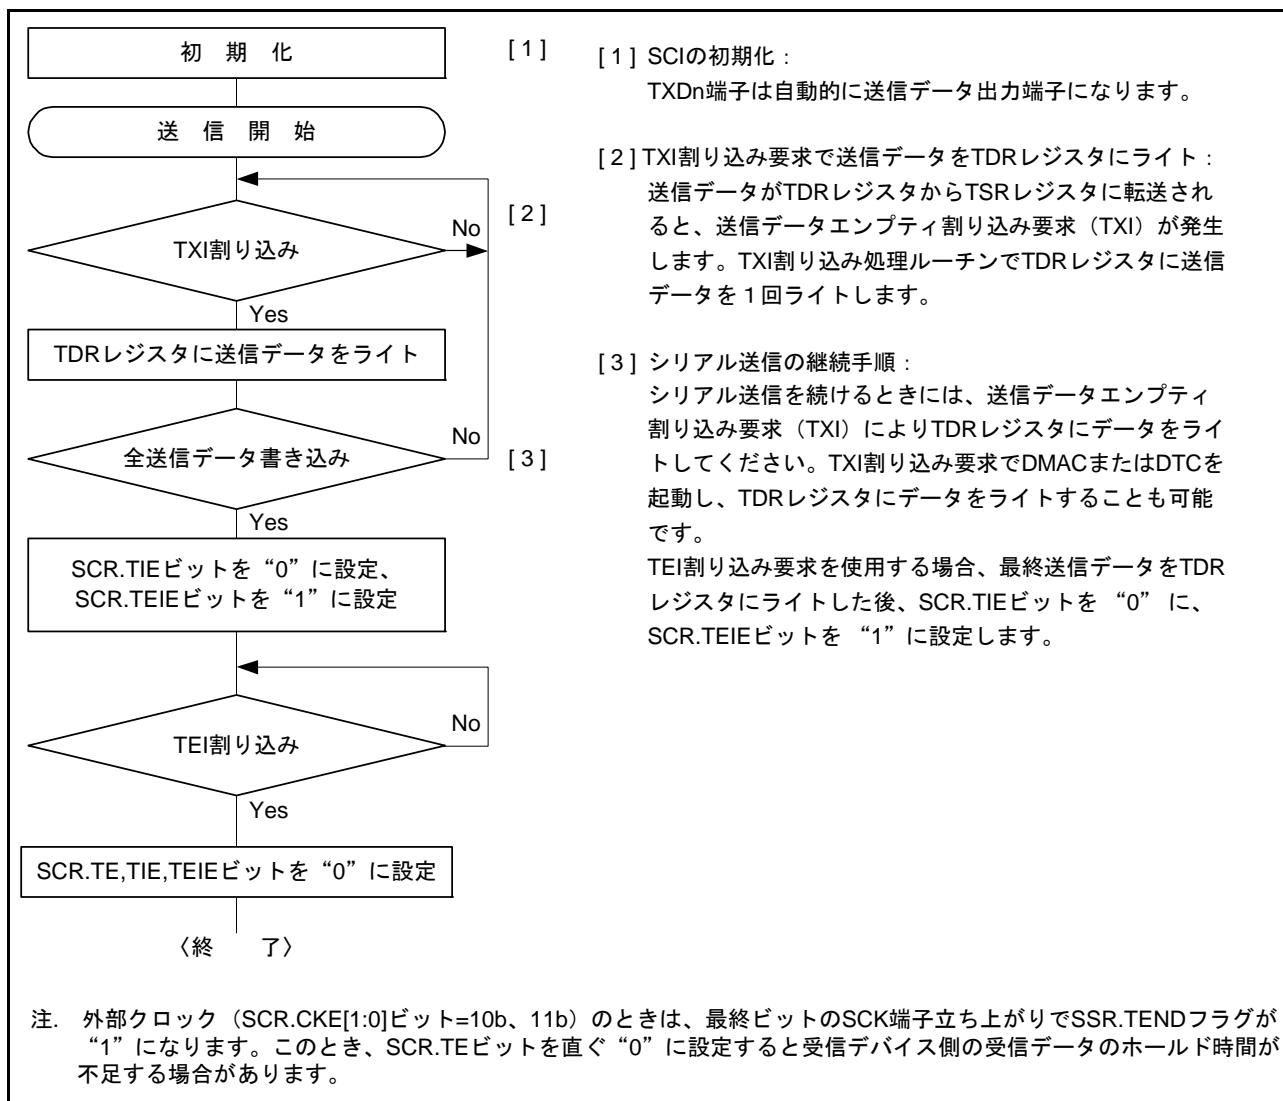 初　期　化
[ 1 ]
送　信　開　始
TXI割り込み
No
[ 2 ]
Yes
TDRレジスタに送信データをライト
全送信データ書き込み
No
[ 3 ]
Yes
SCR.TIEビットを“0”に設定、
SCR.TEIEビットを“1”に設定
TEI割り込み
No
Yes
SCR.TE,TIE,TEIEビットを“0”に設定
〈終　　了〉
[ 1 ] SCIの初期化：
TXDn端子は自動的に送信データ出力端子になります。
[ 2 ] TXI割り込み要求で送信データをTDRレジスタにライト：
送信データがTDRレジスタからTSRレジスタに転送され
ると、送信データエンプティ割り込み要求（TXI）が発生
します。TXI割り込み処理ルーチンでTDRレジスタに送信
データを１回ライトします。
[ 3 ] シリアル送信の継続手順：
シリアル送信を続けるときには、送信データエンプティ
割り込み要求（TXI）によりTDRレジスタにデータをライ
トしてください。TXI割り込み要求でDMACまたはDTCを
起動し、TDRレジスタにデータをライトすることも可能
です。
TEI割り込み要求を使用する場合、最終送信データをTDR
レジスタにライトした後、SCR.TIEビットを “0” に、
SCR.TEIEビットを “1”に設定します。
注.　外部クロック（SCR.CKE[1:0]ビット=10b、11b）のときは、最終ビットのSCK端子立ち上がりでSSR.TENDフラグが
“1”になります。このとき、SCR.TEビットを直ぐ“0”に設定すると受信デバイス側の受信データのホールド時間が
不足する場合があります。